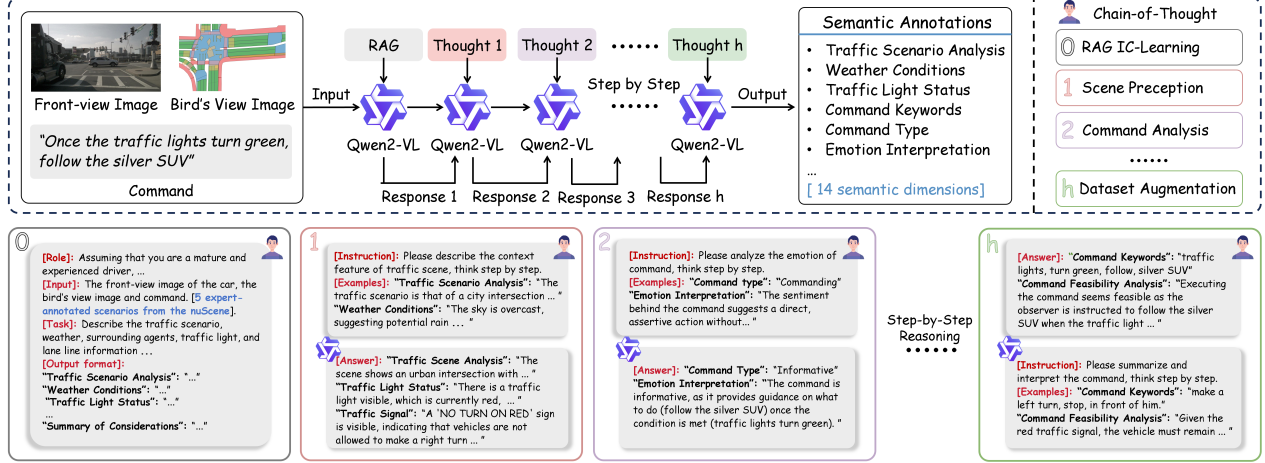 Front-view Image
Bird's View Image
"Once the traffic lights turn green,
follow the silver SUV"
Command
Input
RAG
Thought 1
Thought 2
Thought h
Step by Step
Qwen2-VL
Qwen2-VL
Qwen2-VL
Qwen2-VL
Response 1
Response 2
Response 3
Response h
Output
Semantic Annotations
• Traffic Scenario Analysis
• Weather Conditions
• Traffic Light Status
• Command Keywords
• Command Type
• Emotion Interpretation
...
[ 14 semantic dimensions]
Chain-of-Thought
0 RAG IC-Learning
1 Scene Preception
2 Command Analysis
h Dataset Augmentation
0
[Role]: Assuming that you are a mature and
experienced driver, ...
[Input]: The front-view image of the car, the
bird's view image and command. [5 expert-
annotated scenarios from the nuScene].
[Task]: Describe the traffic scenario,
weather, surrounding agents, traffic light, and
lane line information ...
[Output format]:
"Traffic Scenario Analysis": "..."
"Weather Conditions": "..."
"Traffic Light Status": "..."
...
"Summary of Considerations": "..."
1
[Instruction]: Please describe the context
feature of traffic scene, think step by step.
[Examples]: "Traffic Scenario Analysis": "The
traffic scenario is that of a city intersection ... "
"Weather Conditions": "The sky is overcast,
suggesting potential rain ... "
[Answer]: "Traffic Scene Analysis": "The
scene shows an urban intersection with ... "
"Traffic Light Status": "There is a traffic
light visible, which is currently red, ... "
"Traffic Signal": "A 'NO TURN ON RED' sign
is visible, indicating that vehicles are not
allowed to make a right turn ... "
2
[Instruction]: Please analyze the emotion of
command, think step by step.
[Examples]: "Command type": "Commanding"
"Emotion Interpretation": "The sentiment
behind the command suggests a direct,
assertive action without... "
[Answer]: "Command Type": "Informative"
"Emotion Interpretation": "The command is
informative, as it provides guidance on what
to do (follow the silver SUV) once the
condition is met (traffic lights turn green). "
Step-by-Step
Reasoning
h
[Answer]: "Command Keywords": "traffic
lights, turn green, follow, silver SUV"
"Command Feasibility Analysis": "Executing
the command seems feasible as the
observer is instructed to follow the silver
SUV when the traffic light ... "
[Instruction]: Please summarize and
interpret the command, think step by step.
[Examples]: "Command Keywords": "make a
left turn, stop, in front of him."
"Command Feasibility Analysis": "Given the
red traffic signal, the vehicle must remain ... "